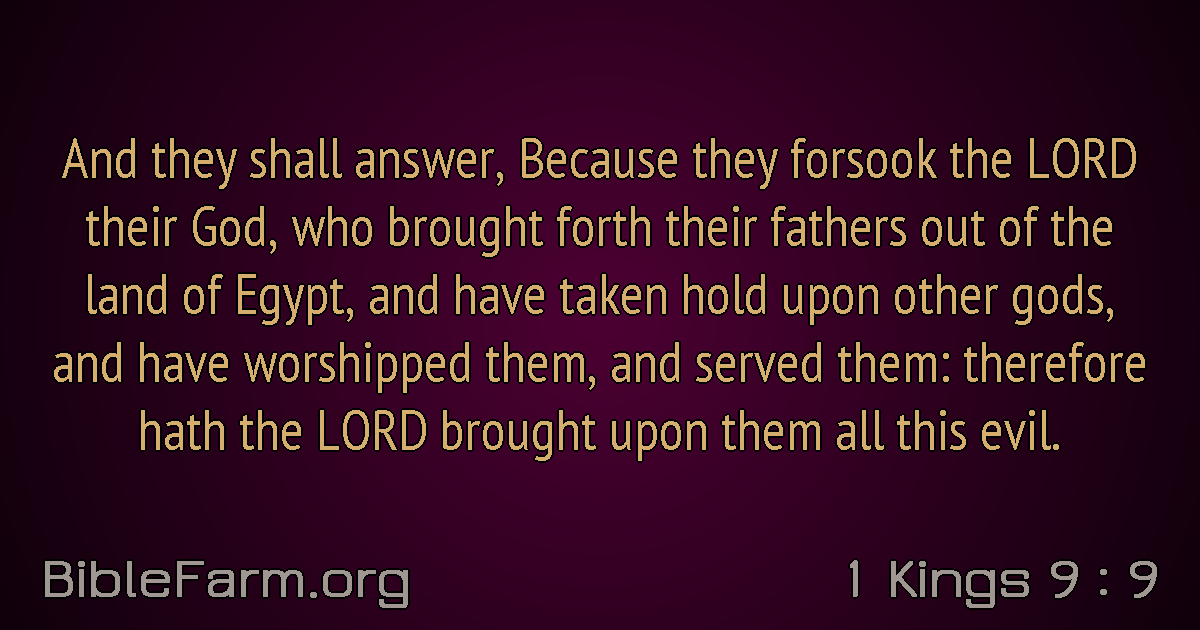 And they shall answer, Because they forsook the LORD
their God, who brought forth their fathers out of the
land of Egypt, and have taken hold upon other gods,
and have worshipped them, and served them: therefore
hath the LORD brought upon them all this evil.
BibleFarm.org
1 Kings 9 : 9